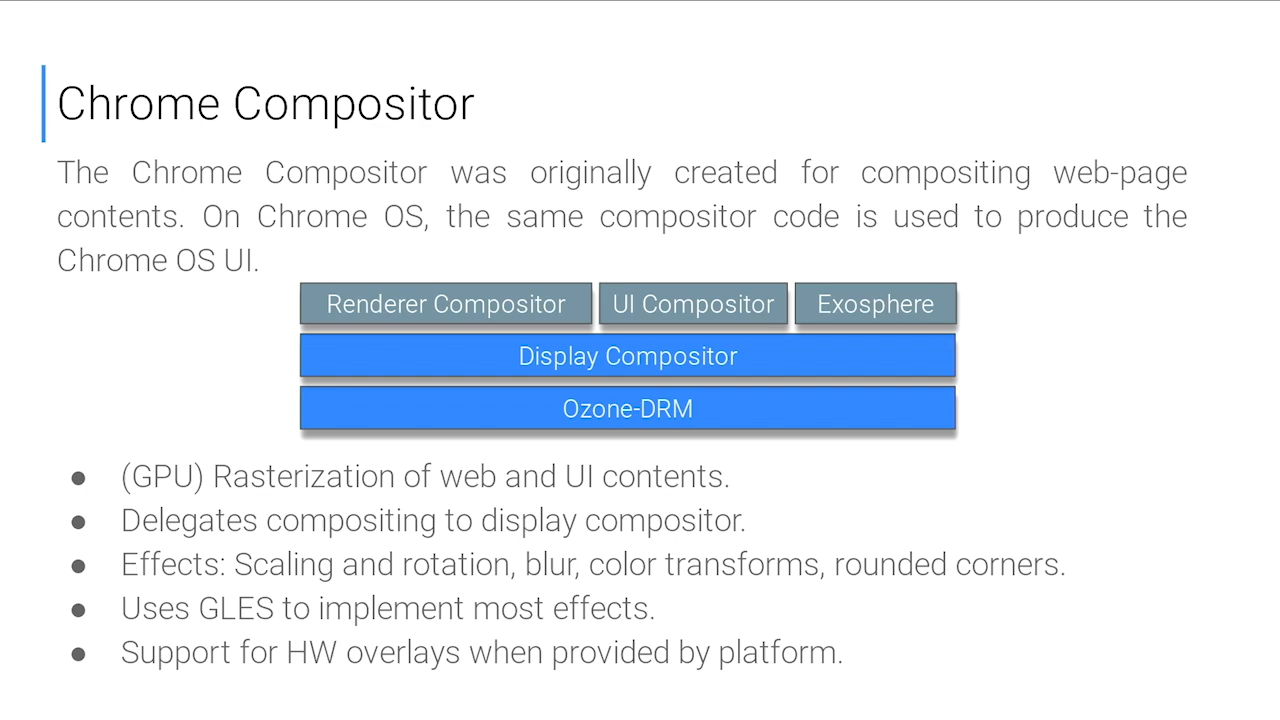 Chrome Compositor
The Chrome Compositor was originally created for compositing web-page
contents. On Chrome OS, the same compositor code is used to produce the
Chrome OS UI.
Renderer Compositor UI Compositor Exosphere
Display Compositor
Ozone-DRM
● (GPU) Rasterization of web and UI contents.
● Delegates compositing to display compositor.
● Effects: Scaling and rotation, blur, color transforms, rounded corners.
● Uses GLES to implement most effects.
● Support for HW overlays when provided by platform.